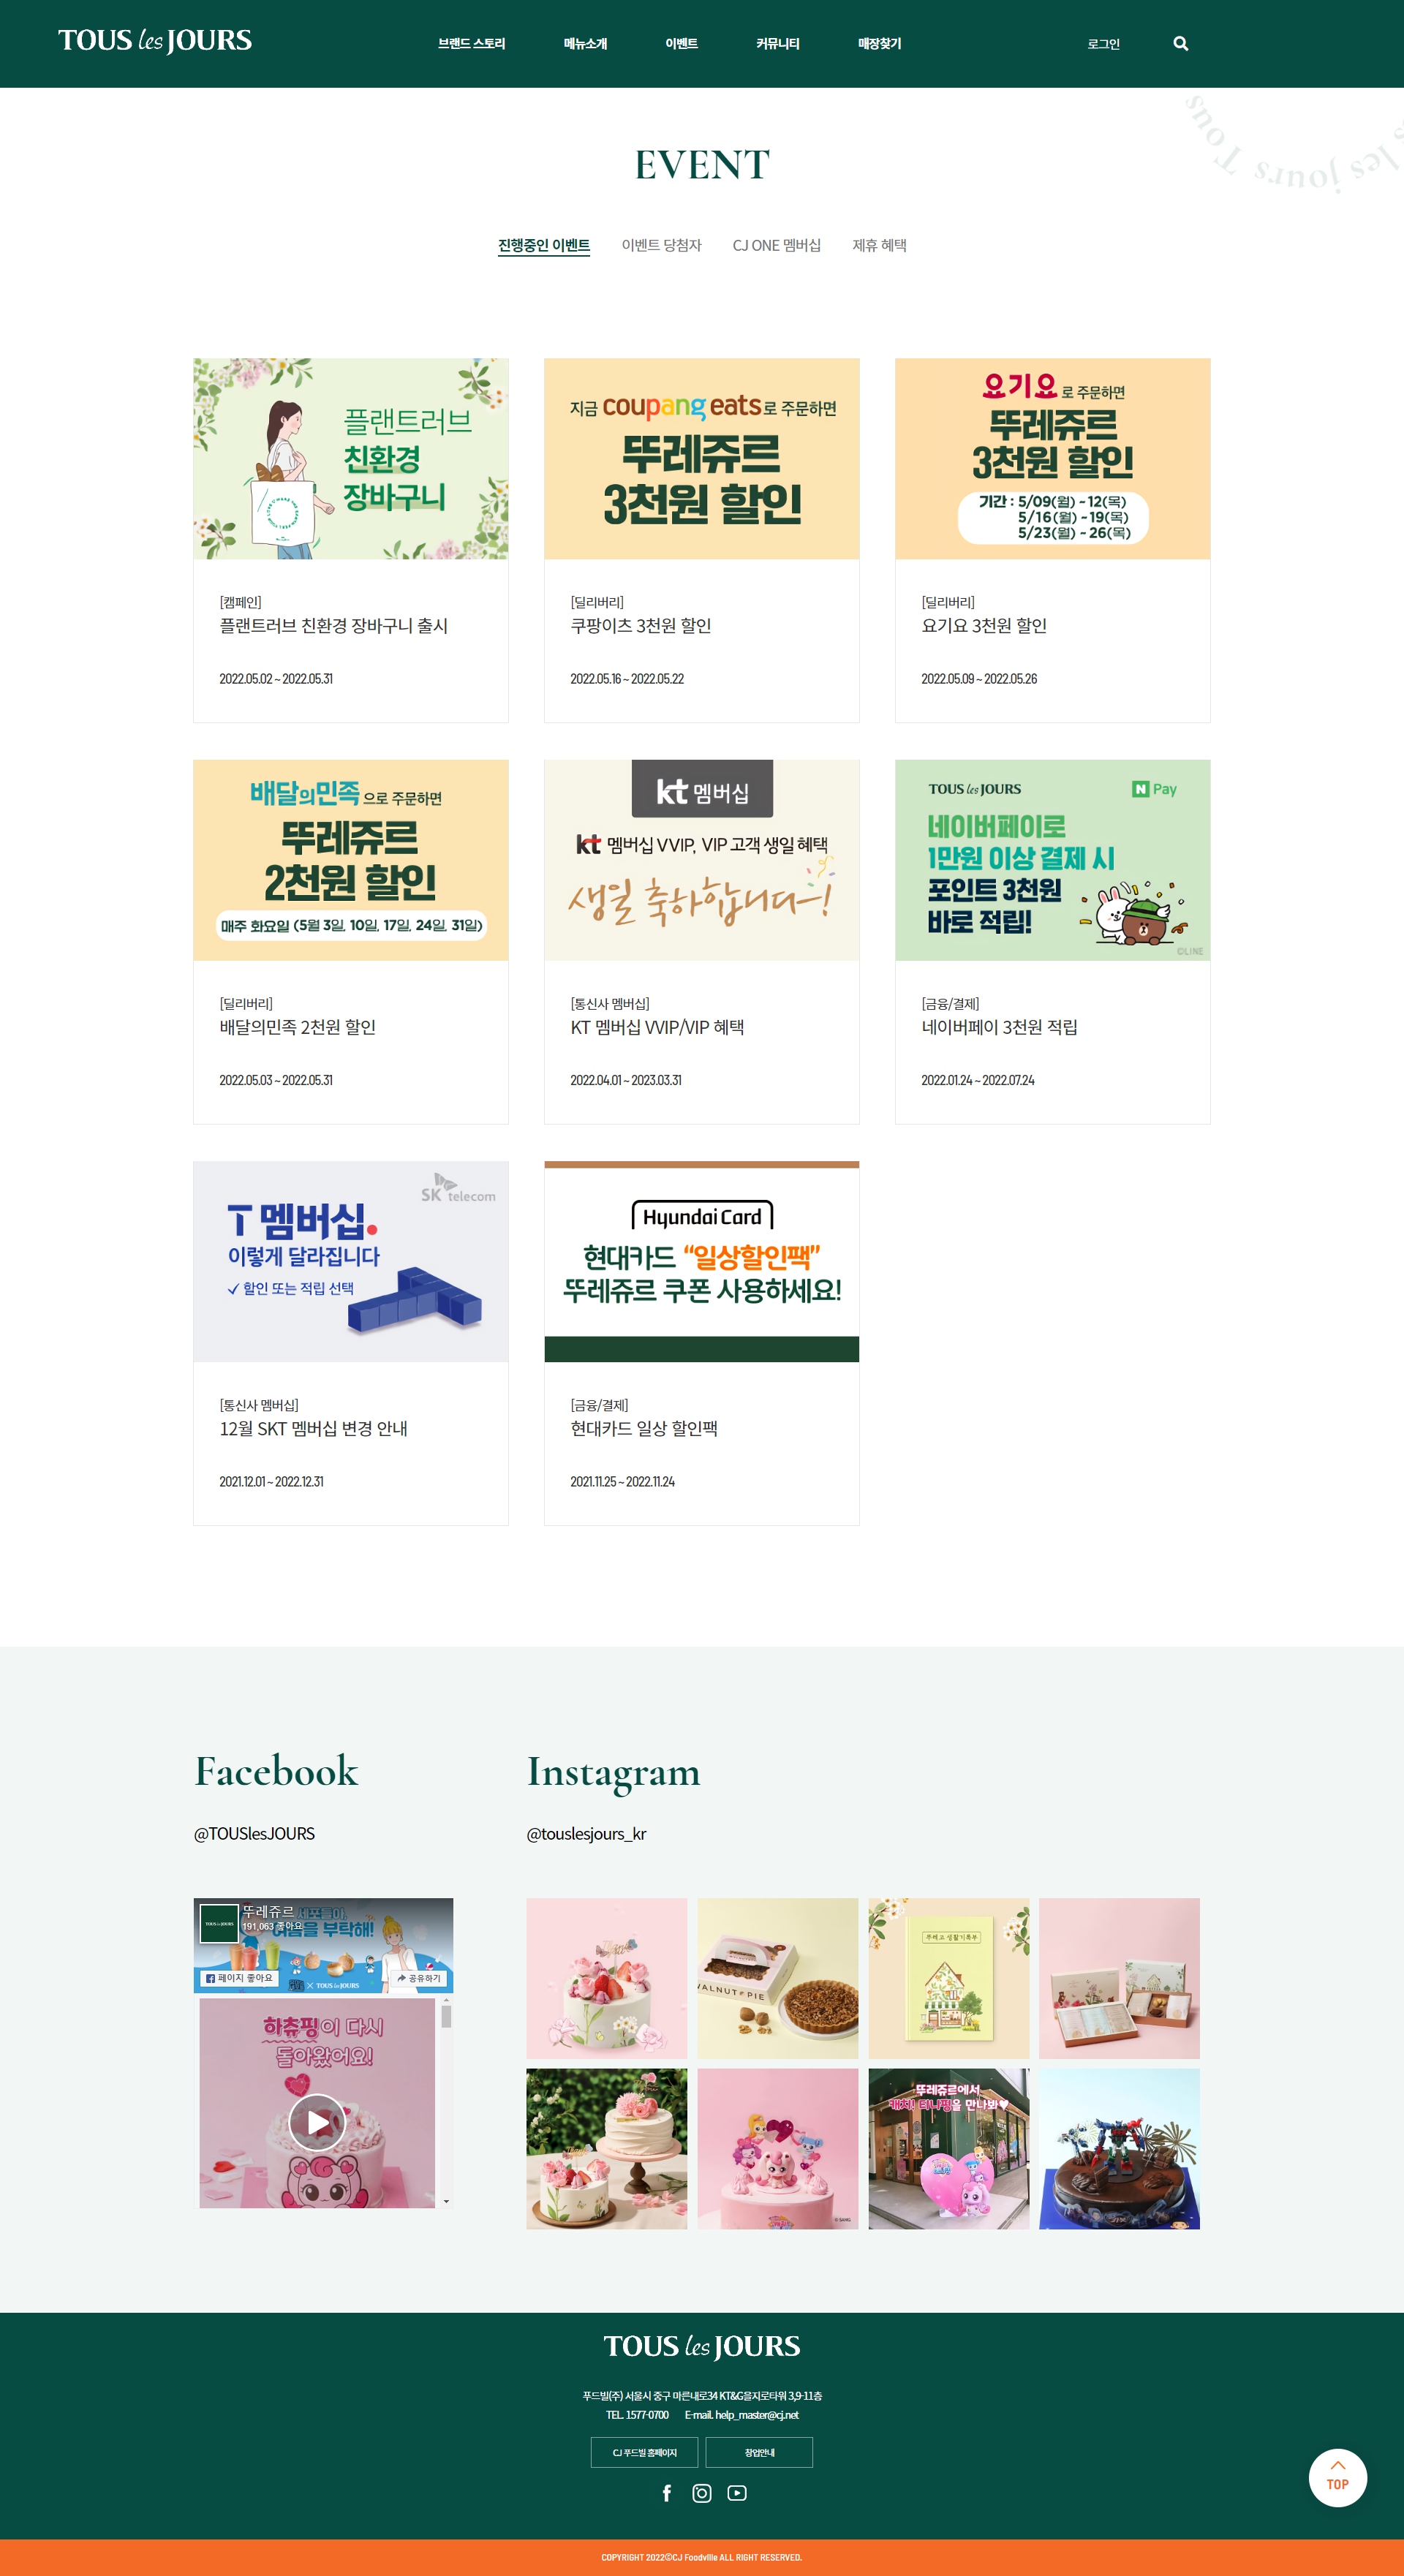 TOUS les JOURS
브랜드 스토리
메뉴소개
이벤트
커뮤니티
매장찾기
로그인
Tous les jours
EVENT
진행중인 이벤트
이벤트 당첨자
CJ ONE 멤버십
제휴 혜택
플랜트러브
친환경
장바구니
[캠페인]
플랜트러브 친환경 장바구니 출시
2022.05.02 ~ 2022.05.31
지금 coupang eats로 주문하면
뚜레쥬르
3천원 할인
[딜리버리]
쿠팡이츠 3천원 할인
2022.05.16 ~ 2022.05.22
요기요로 주문하면
뚜레쥬르
3천원 할인
기간 : 5/09(월) ~ 12(목)
5/16(월) ~ 19(목)
5/23(월) ~ 26(목)
[딜리버리]
요기요 3천원 할인
2022.05.09 ~ 2022.05.26
배달의민족으로 주문하면
뚜레쥬르
2천원 할인
매주 화요일 (5월 3일, 10일, 17일, 24일, 31일)
[딜리버리]
배달의민족 2천원 할인
2022.05.03 ~ 2022.05.31
kt 멤버십
kt 멤버십 VVIP, VIP 고객 생일 혜택
생일 축하합니다~!
[통신사 멤버십]
KT 멤버십 VVIP/VIP 혜택
2022.04.01 ~ 2023.03.31
TOUS les JOURS
N Pay
네이버페이로
1만원 이상 결제 시
포인트 3천원
바로 적립!
©LINE
[금융/결제]
네이버페이 3천원 적립
2022.01.24 ~ 2022.07.24
SK telecom
T 멤버십.
이렇게 달라집니다
✓ 할인 또는 적립 선택
[통신사 멤버십]
12월 SKT 멤버십 변경 안내
2021.12.01 ~ 2022.12.31
Hyundai Card
현대카드 “일상할인팩”
뚜레쥬르 쿠폰 사용하세요!
[금융/결제]
현대카드 일상 할인팩
2021.11.25 ~ 2022.11.24
Facebook
@TOUSlesJOURS
Instagram
@touslesjours_kr
TOUS les JOURS
뚜레쥬르
세포들아,
191,063 좋아요
여름을 부탁해!
페이지 좋아요
X TOUS les JOURS
공유하기
하츄핑이 다시
돌아왔어요!
WALNUT PIE
뚜레고 생활기록부
뚜레쥬르에서
캐치! 티니핑을 만나봐♥
TOUS les JOURS
푸드빌(주) 서울시 중구 마른내로34 KT&G을지로타워 3,9-11층
TEL. 1577-0700 E-mail. help_master@cj.net
CJ 푸드빌 홈페이지
창업안내
TOP
COPYRIGHT 2022©CJ Foodville ALL RIGHT RESERVED.